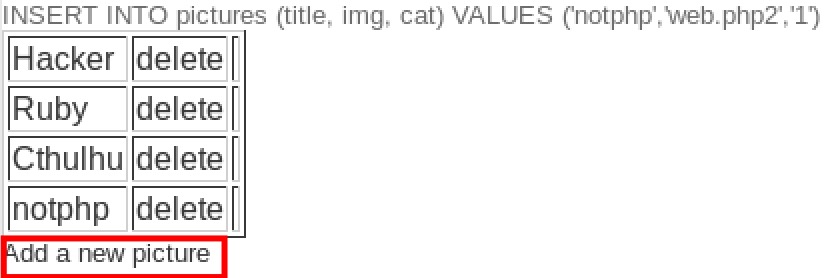 INSERT INTO pictures (title, img, cat) VALUES ('notphp','web.php2','1')
Hacker delete
Ruby delete
Cthulhu delete
notphp delete
Add a new picture